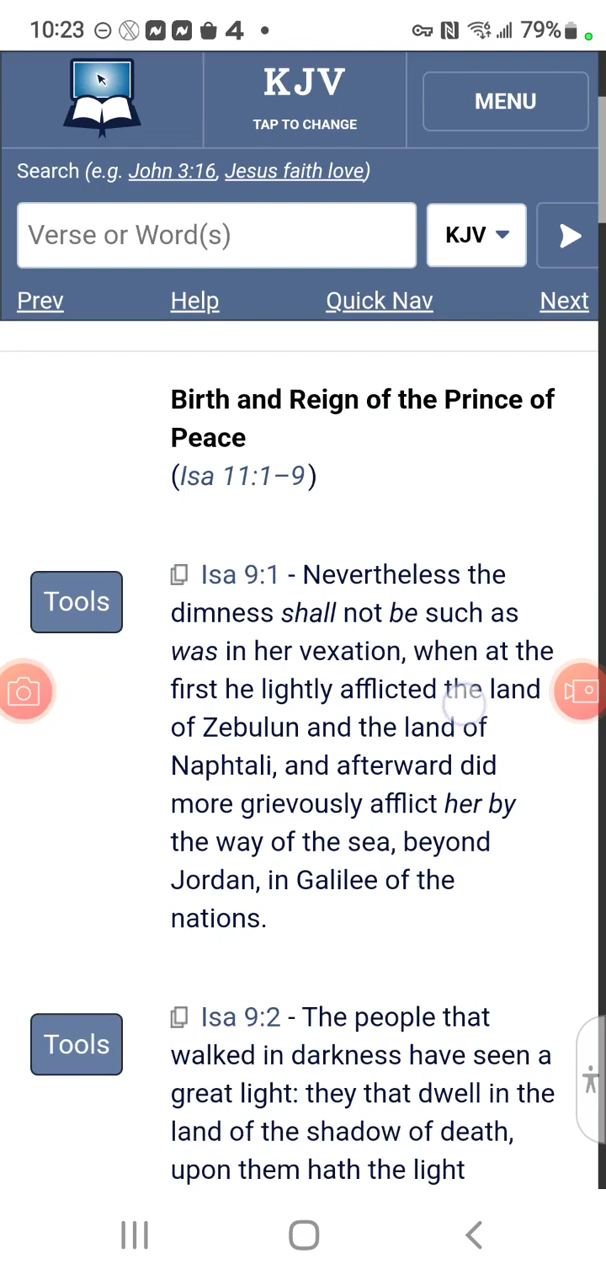 10:23 4 79%
KJV
TAP TO CHANGE
MENU
Search (e.g. John 3:16, Jesus faith love)
Verse or Word(s)
KJV
Prev Help Quick Nav Next
Birth and Reign of the Prince of
Peace
(Isa 11:1–9)
Tools
Isa 9:1 - Nevertheless the
dimness shall not be such as
was in her vexation, when at the
first he lightly afflicted the land
of Zebulun and the land of
Naphtali, and afterward did
more grievously afflict her by
the way of the sea, beyond
Jordan, in Galilee of the
nations.
Tools
Isa 9:2 - The people that
walked in darkness have seen a
great light: they that dwell in the
land of the shadow of death,
upon them hath the light